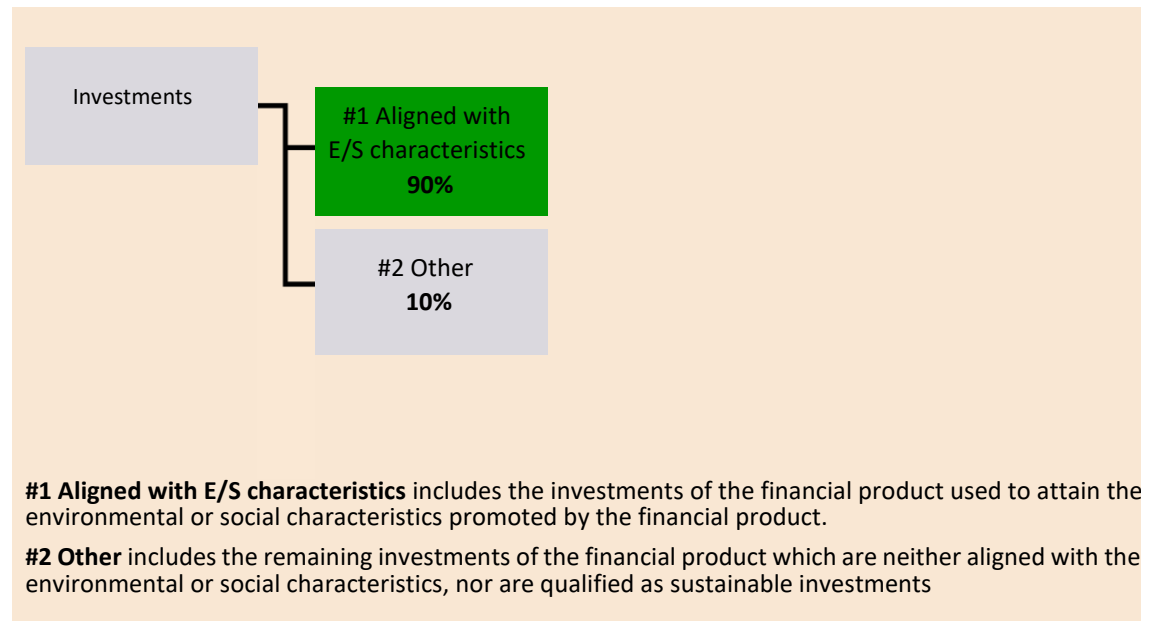 Investments
#1 Aligned with
E/S characteristics
90%
#2 Other
10%
#1 Aligned with E/S characteristics includes the investments of the financial product used to attain the
environmental or social characteristics promoted by the financial product.
#2 Other includes the remaining investments of the financial product which are neither aligned with the
environmental or social characteristics, nor are qualified as sustainable investments